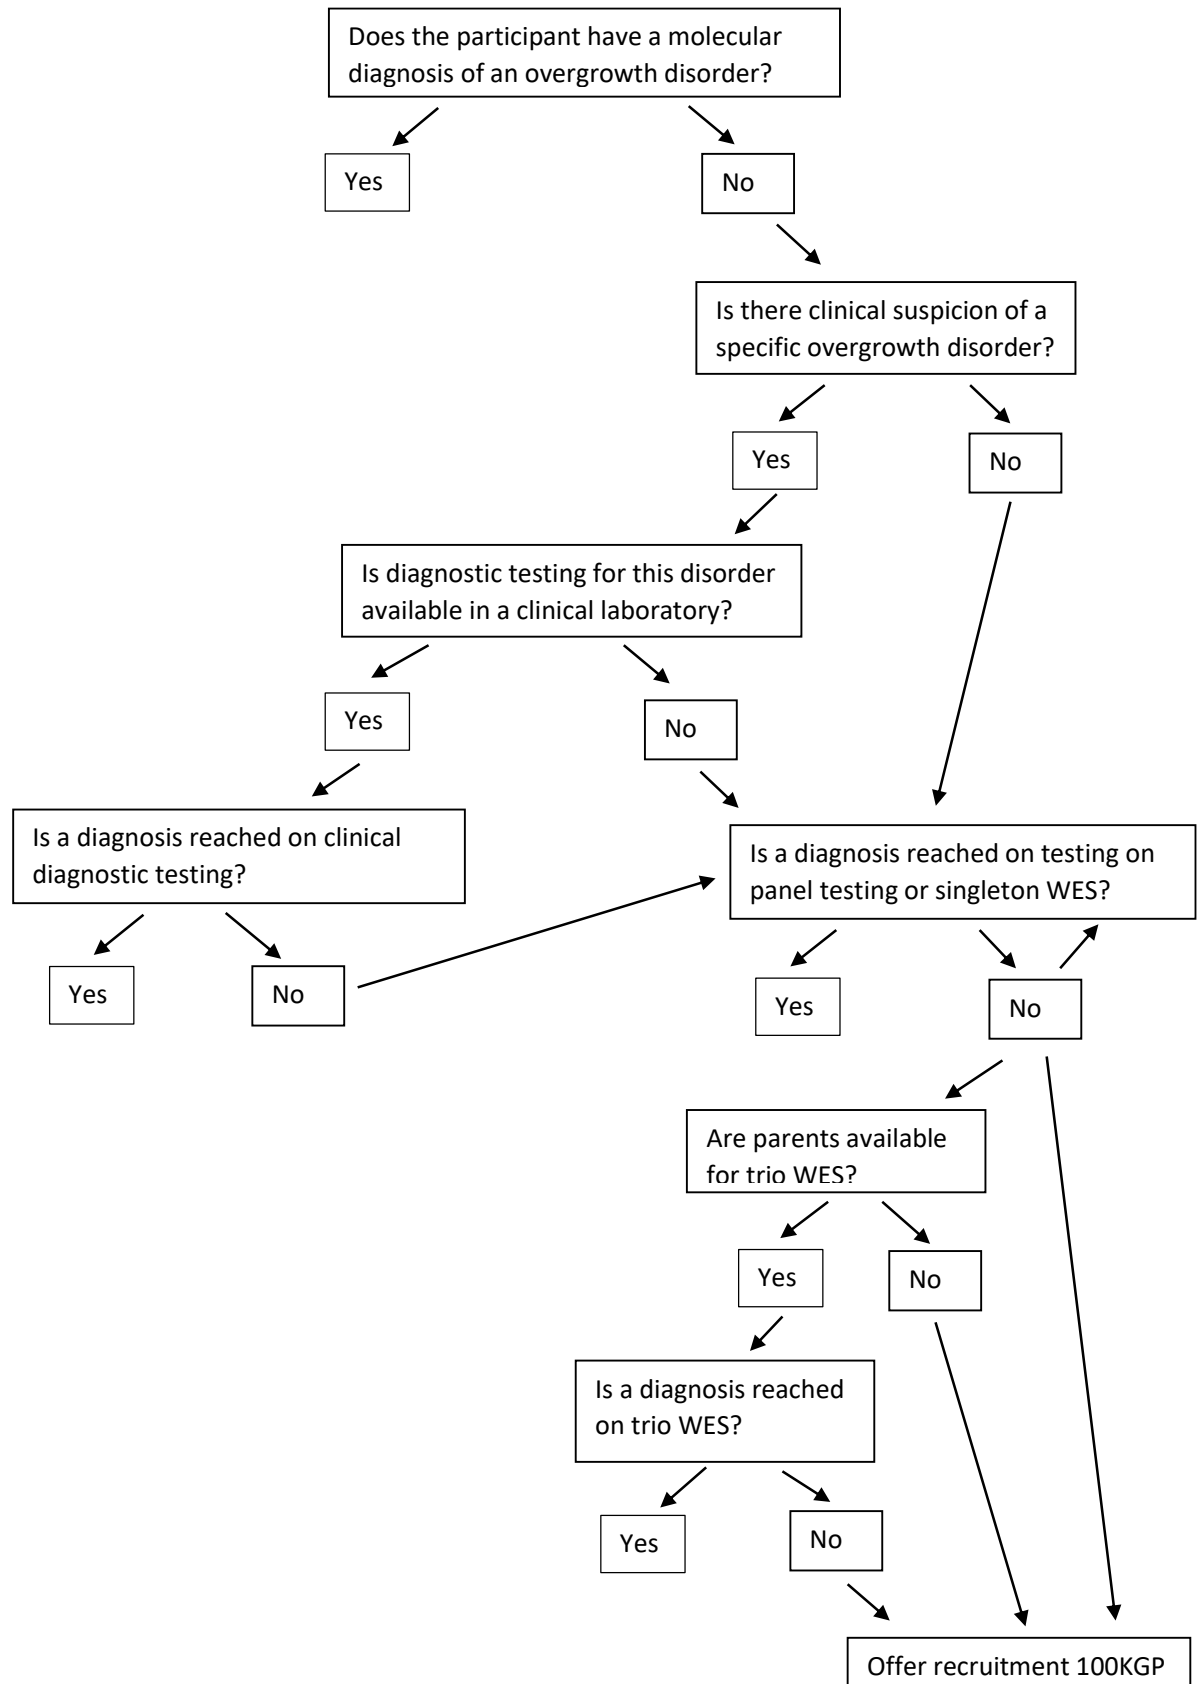 Does the participant have a molecular
diagnosis of an overgrowth disorder?
Yes
No
Is there clinical suspicion of a
specific overgrowth disorder?
Yes
No
Is diagnostic testing for this disorder
available in a clinical laboratory?
Yes
No
Is a diagnosis reached on clinical
diagnostic testing?
Is a diagnosis reached on testing on
panel testing or singleton WES?
Yes
No
Yes
No
Are parents available
for trio WES?
Yes
No
Is a diagnosis reached
on trio WES?
Yes
No
Offer recruitment 100KGP